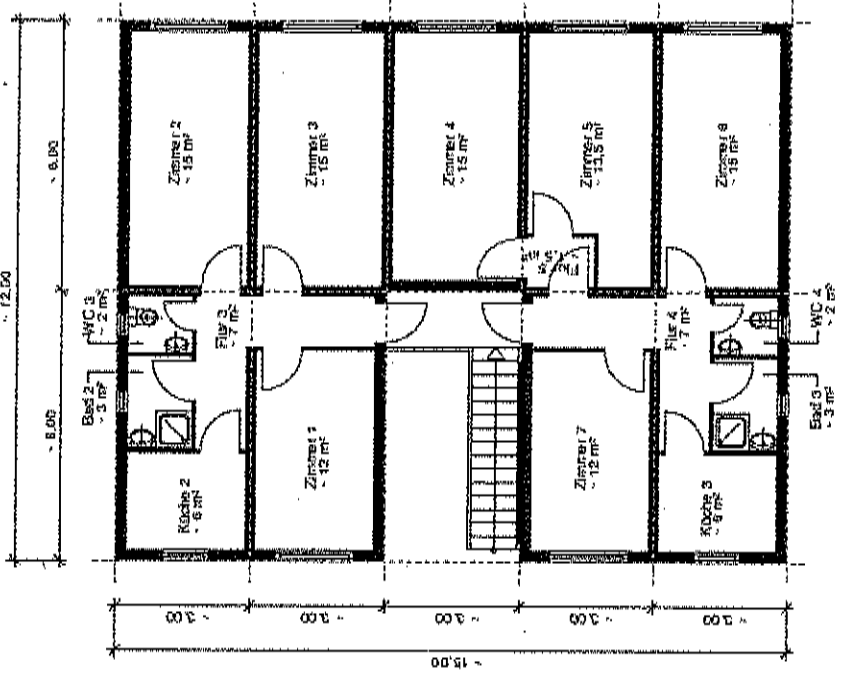 Zimmer 2
~ 15 m²
Zimmer 3
~ 15 m²
Zimmer 4
~ 15 m²
Zimmer 5
~ 13,5 m²
Zimmer 6
~ 15 m²
~ 12,00
~ 6,00
~ 6,00
WC 3
~ 2 m²
Bad 2
~ 3 m²
Flur 3
~ 7 m²
Flur 4
~ 7 m²
WC 4
~ 2 m²
Bad 3
~ 3 m²
Küche 2
~ 6 m²
Zimmer 1
~ 12 m²
Zimmer 7
~ 12 m²
Küche 3
~ 6 m²
~ 3,00
~ 3,00
~ 3,00
~ 3,00
~ 3,00
~ 15,00